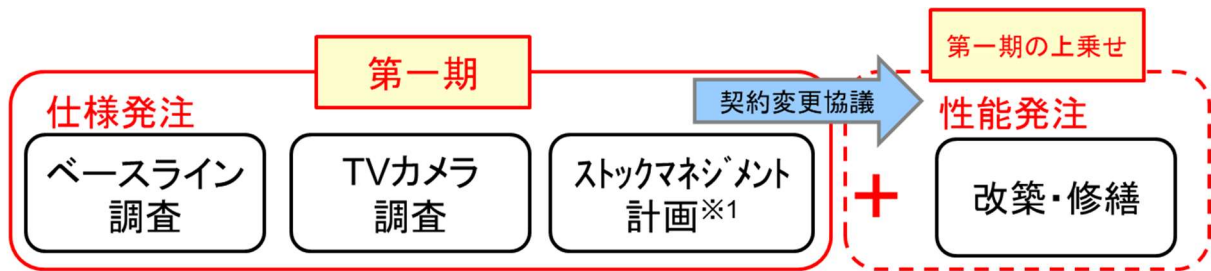 第一期
仕様発注
ベースライン
調査
TVカメラ
調査
ストックマネジメント
計画※1
契約変更協議
第一期の上乗せ
性能発注
+
改築・修繕